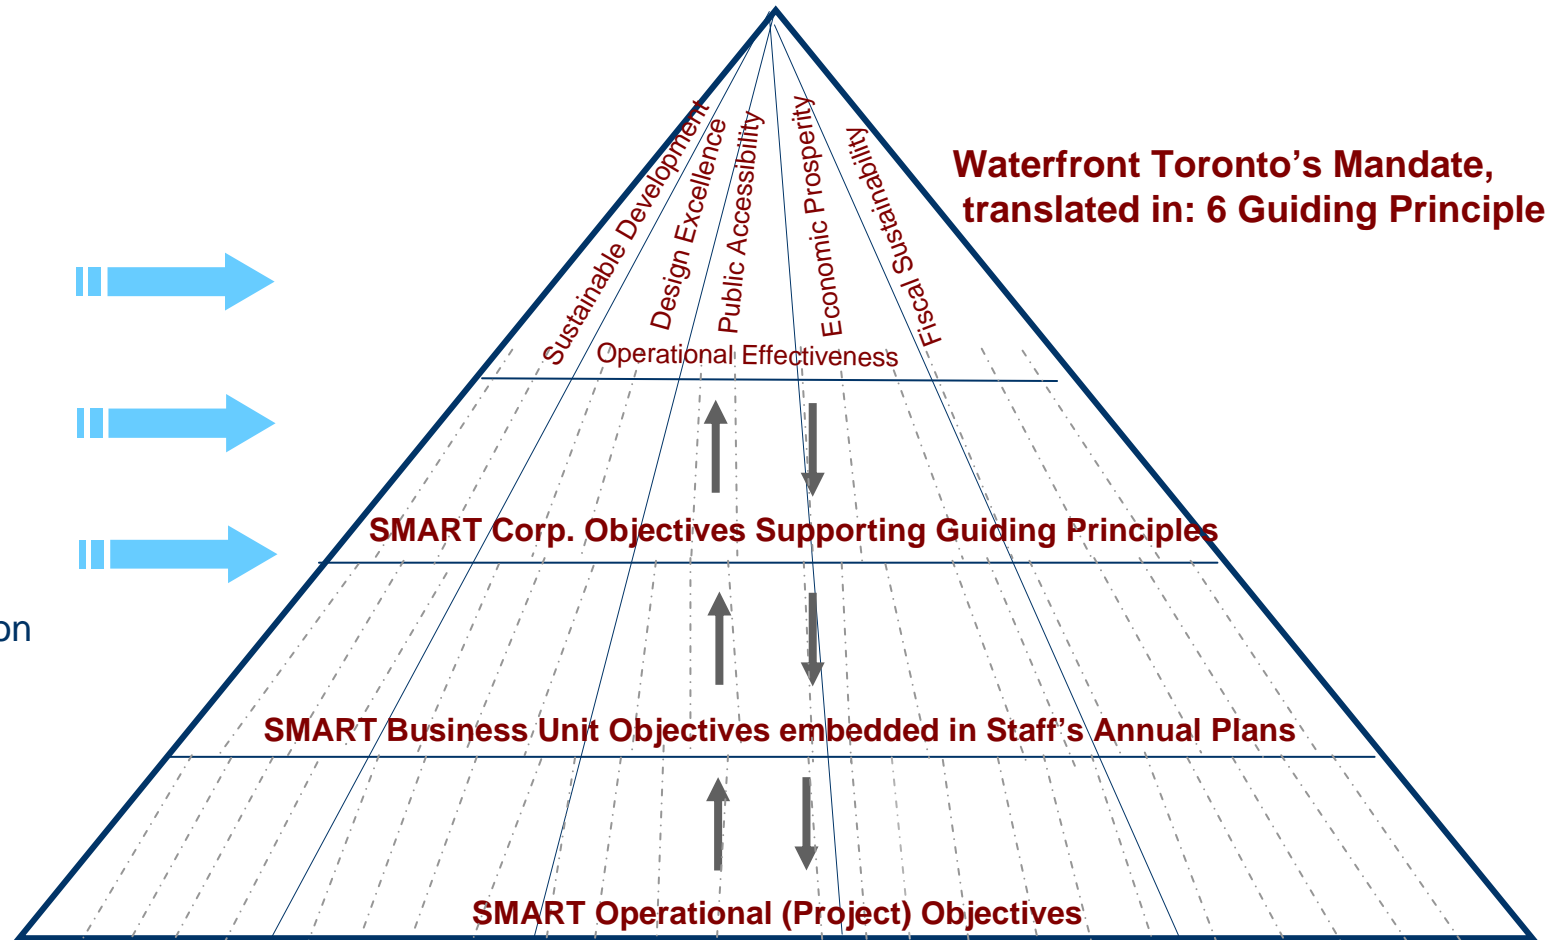 Sustainable Development
Design Excellence
Public Accessibility
Economic Prosperity
Fiscal Sustainability
Operational Effectiveness
Waterfront Toronto’s Mandate,
translated in: 6 Guiding Principle
SMART Corp. Objectives Supporting Guiding Principles
on
SMART Business Unit Objectives embedded in Staff’s Annual Plans
SMART Operational (Project) Objectives